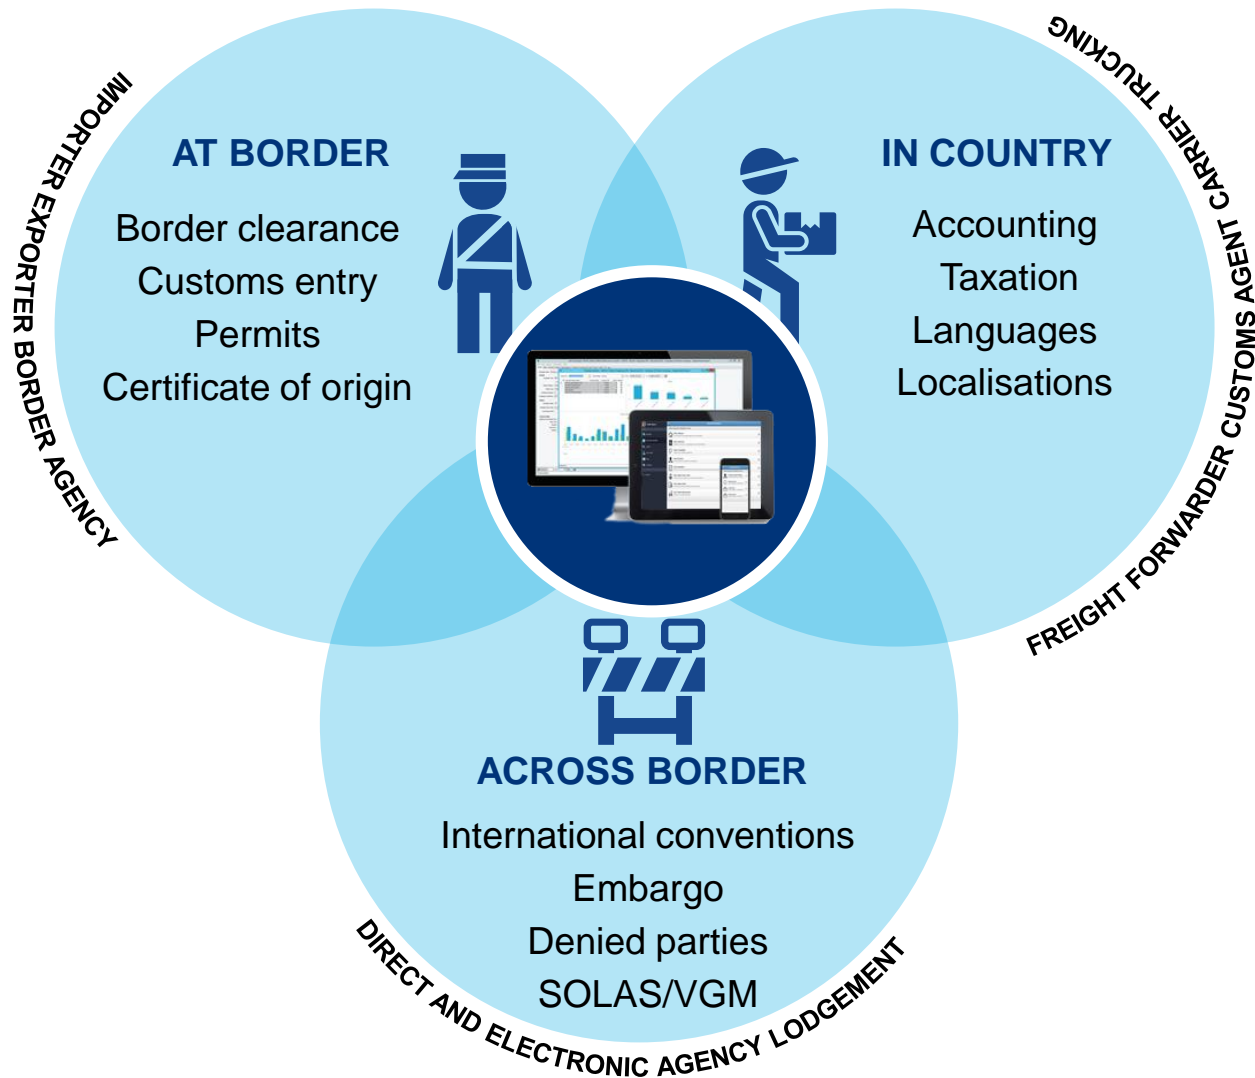 IMPORTER EXPORTER BORDER AGENCY
AT BORDER
Border clearance
Customs entry
Permits
Certificate of origin
FREIGHT FORWARDER CUSTOMS AGENT CARRIER TRUCKING
IN COUNTRY
Accounting
Taxation
Languages
Localisations
ACROSS BORDER
International conventions
Embargo
Denied parties
SOLAS/VGM
DIRECT AND ELECTRONIC AGENCY LODGEMENT